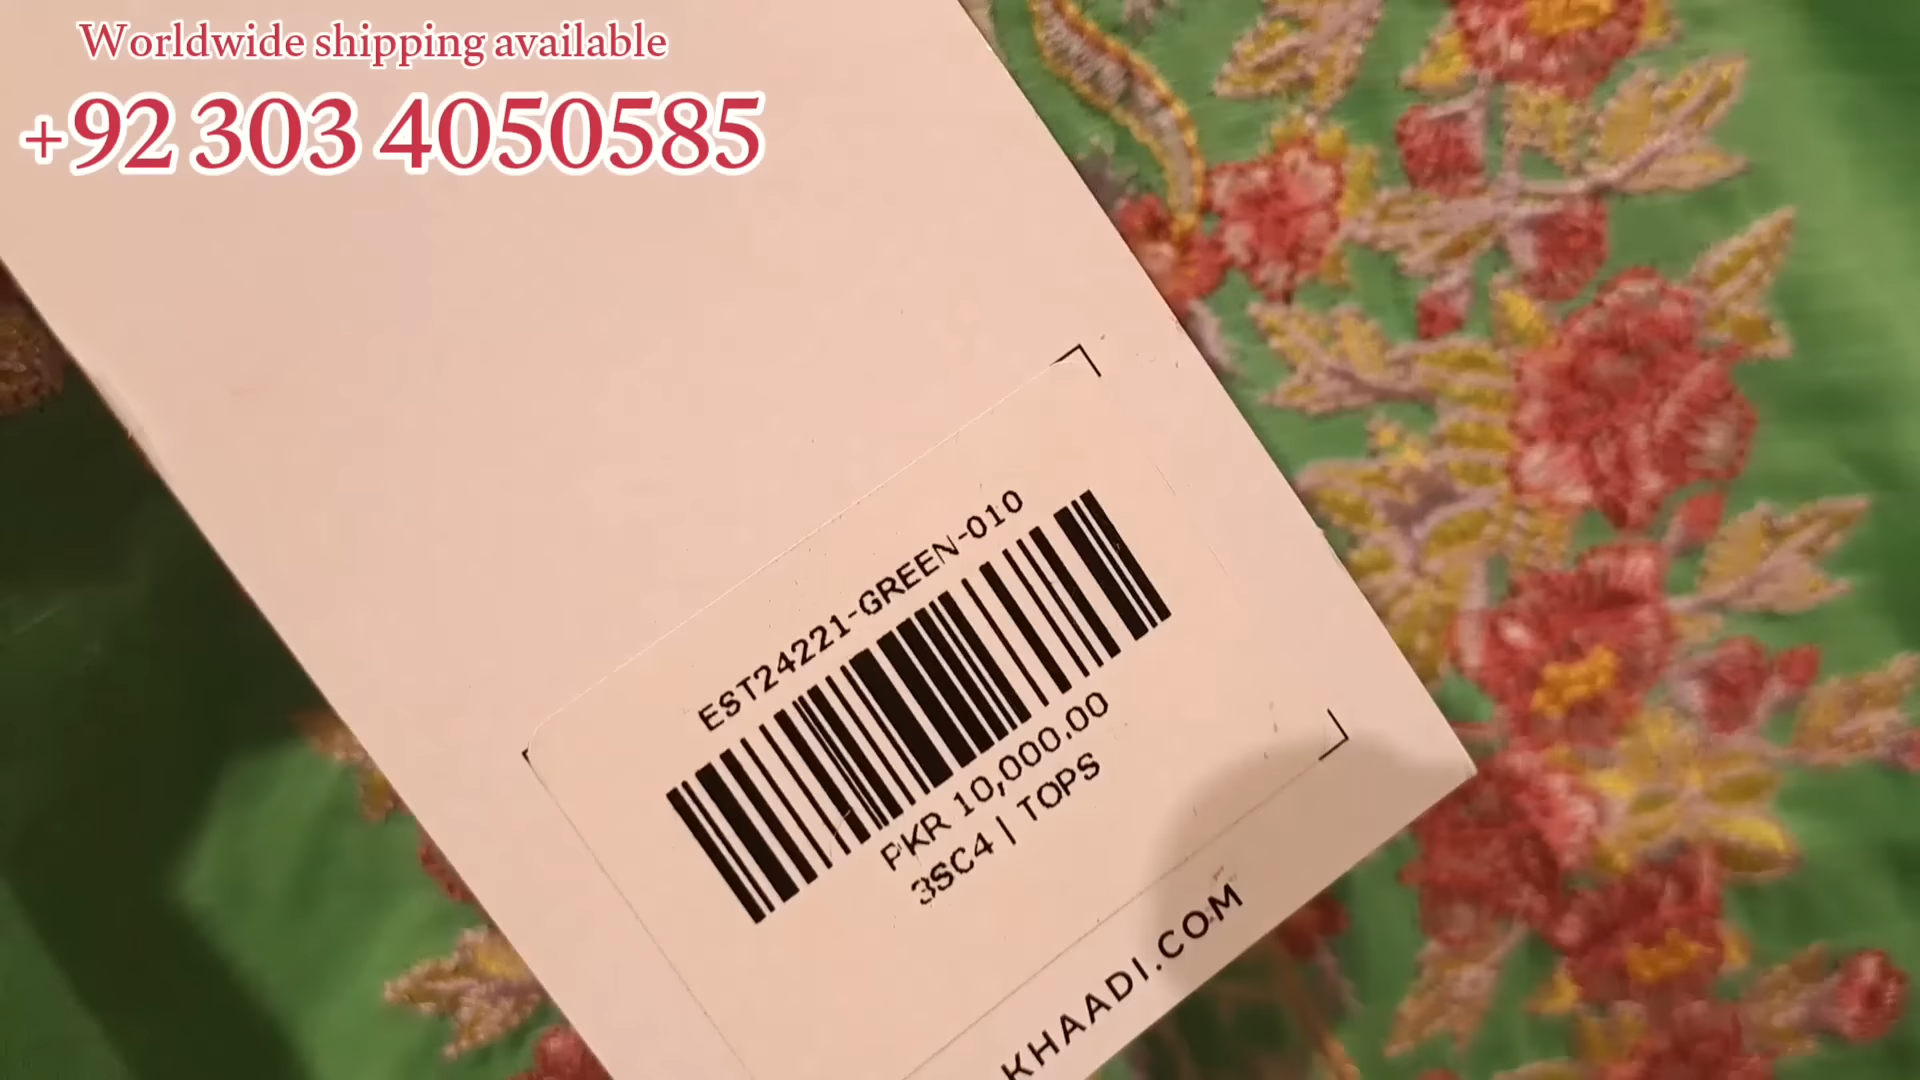 Worldwide shipping available
+92 303 4050585
EST24221-GREEN-010
PKR 10,000.00
3SC4 | TOPS
KHAADI.COM